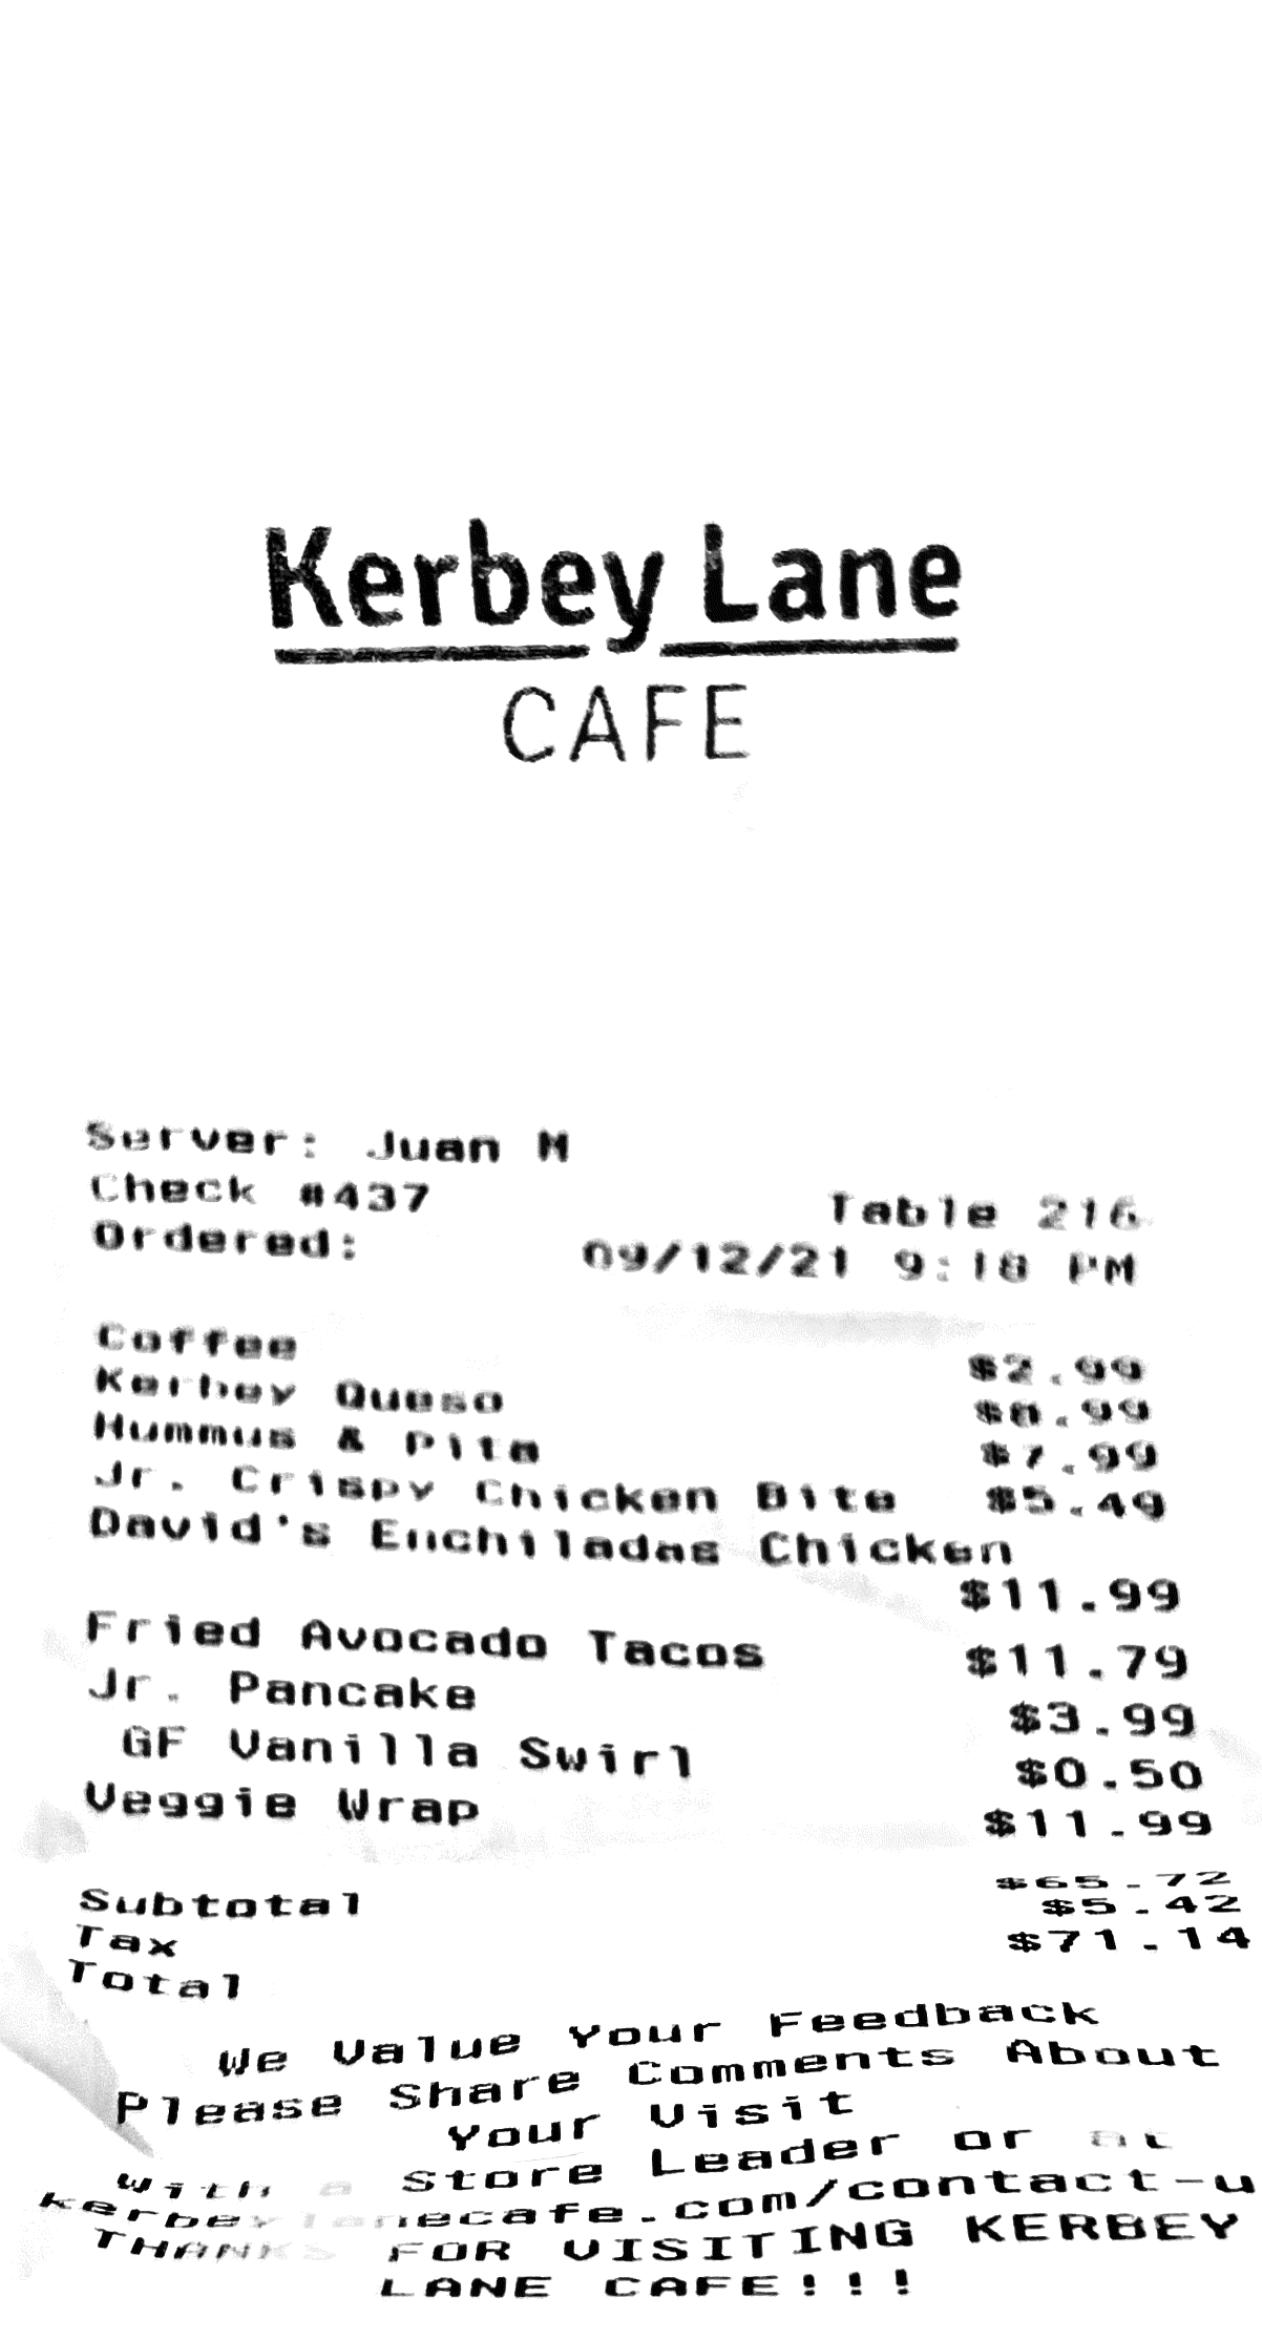 Kerbey Lane
CAFE
Server: Juan M
Check #437 Table 216
Ordered: 09/12/21 9:18 PM
Coffee $2.99
Kerbey Queso $8.99
Hummus & Pita $7.99
Jr. Crispy Chicken Bite $5.49
David's Enchiladas Chicken
$11.99
Fried Avocado Tacos $11.79
Jr. Pancake $3.99
GF Vanilla Swirl $0.50
Veggie Wrap $11.99
Subtotal $65.72
Tax $5.42
Total $71.14
We Value Your Feedback
Please Share Comments About
Your Visit
with a Store Leader or at
kerbeylanecafe.com/contact-u
THANKS FOR VISITING KERBEY
LANE CAFE!!!